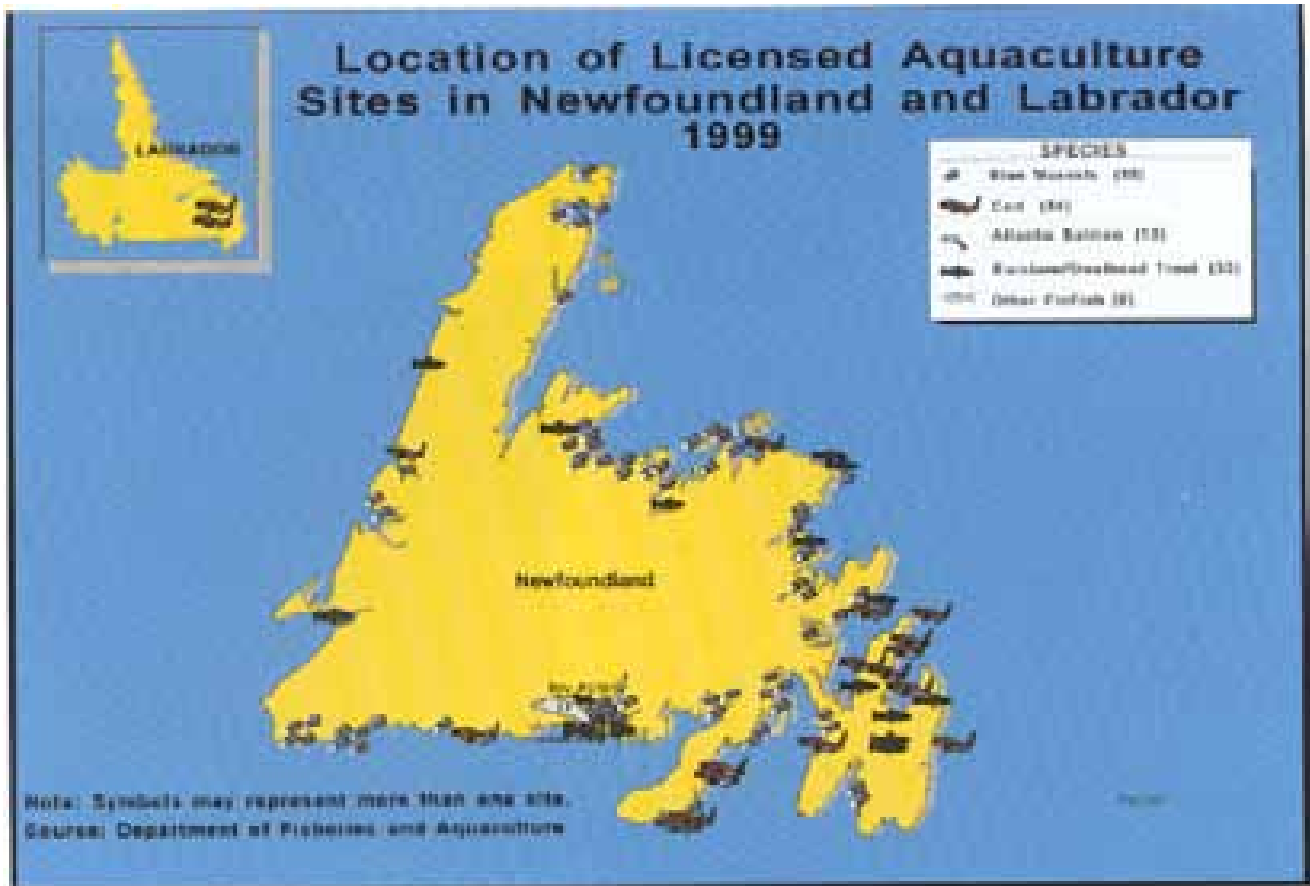 Location of Licensed Aquaculture
Sites in Newfoundland and Labrador
1999
LABRADOR
SPECIES
Blue Mussels
Cod
Atlantic Salmon
Rainbow/Steelhead Trout
Other Finfish
Newfoundland
Note: Symbols may represent more than one site.
Source: Department of Fisheries and Aquaculture